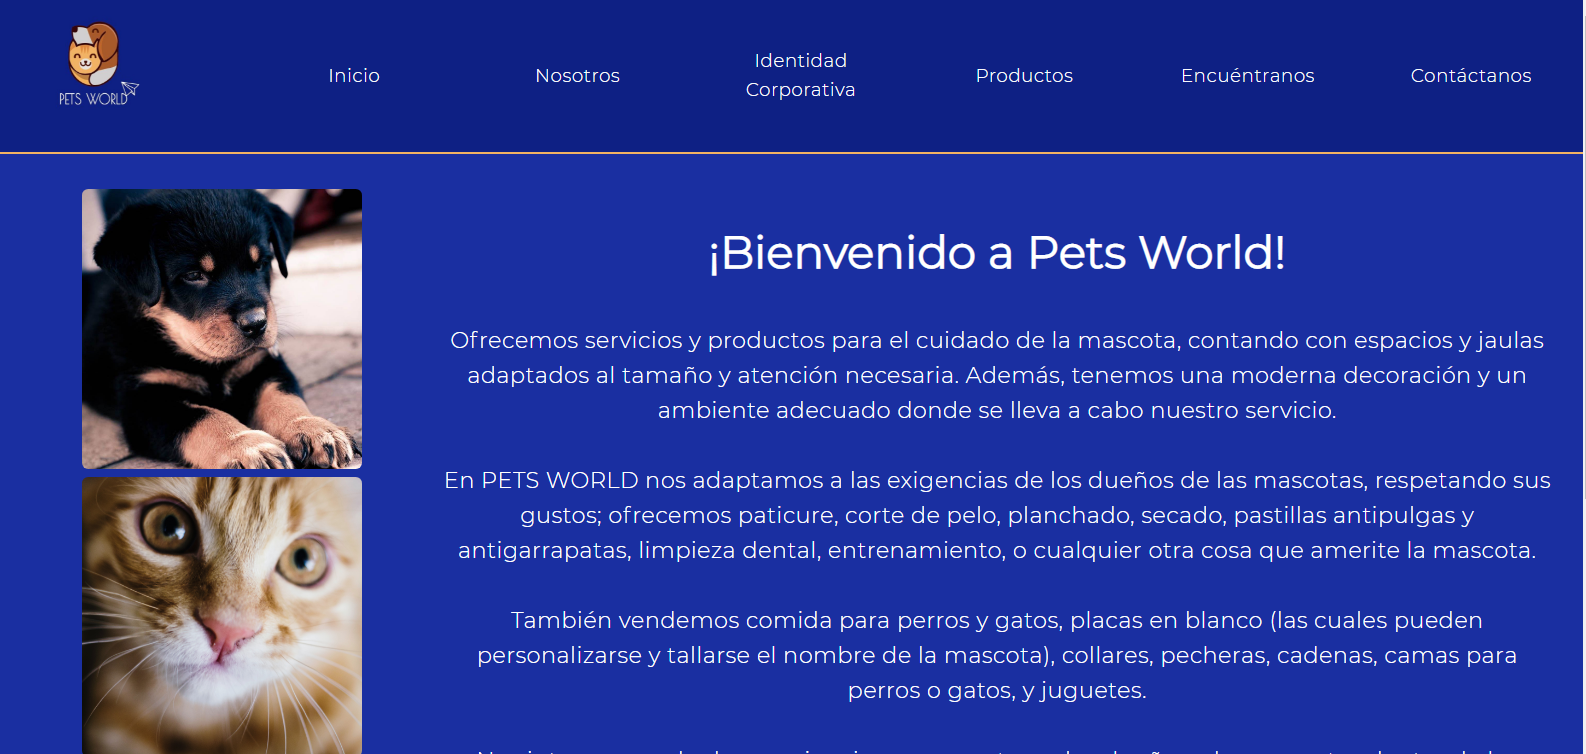 PETS WORLD
Inicio
Nosotros
Identidad
Corporativa
Productos
Encuéntranos
Contáctanos
¡Bienvenido a Pets World!
Ofrecemos servicios y productos para el cuidado de la mascota, contando con espacios y jaulas
adaptados al tamaño y atención necesaria. Además, tenemos una moderna decoración y un
ambiente adecuado donde se lleva a cabo nuestro servicio.
En PETS WORLD nos adaptamos a las exigencias de los dueños de las mascotas, respetando sus
gustos; ofrecemos paticure, corte de pelo, planchado, secado, pastillas antipulgas y
antigarrapatas, limpieza dental, entrenamiento, o cualquier otra cosa que amerite la mascota.
También vendemos comida para perros y gatos, placas en blanco (las cuales pueden
personalizarse y tallarse el nombre de la mascota), collares, pecheras, cadenas, camas para
perros o gatos, y juguetes.